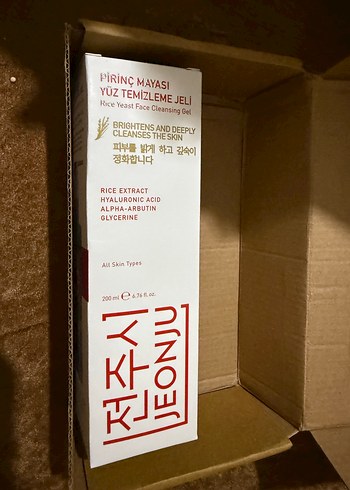 PİRİNÇ MAYASI
YÜZ TEMİZLEME JELİ
Rice Yeast Face Cleansing Gel
BRIGHTENS AND DEEPLY
CLEANSES THE SKIN
피부를 밝게 하고 깊숙이
정화합니다
RICE EXTRACT
HYALURONIC ACID
ALPHA-ARBUTIN
GLYCERINE
All Skin Types
200 ml ℮ 6.76 fl. oz.
전주시
JEONJU